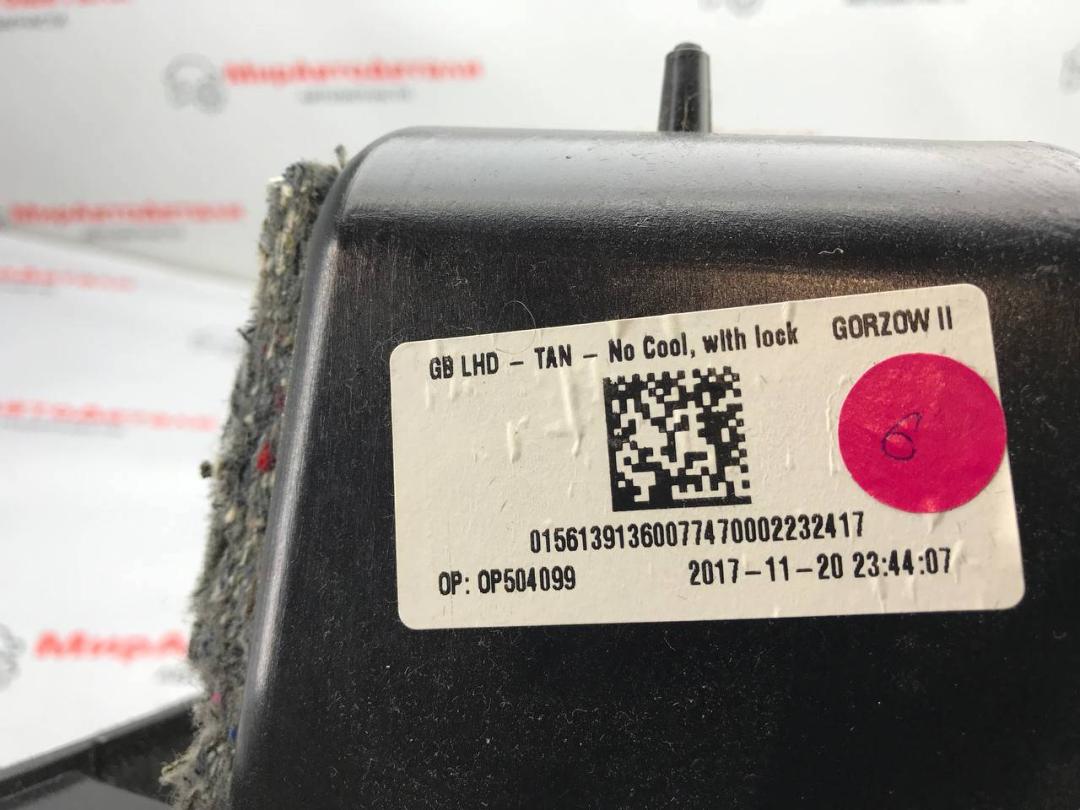 МирАвтоБатона
GB LHD – TAN – No Cool, with lock GORZOW II
6
01561391360077470002232417
OP: OP504099 2017-11-20 23:44:07